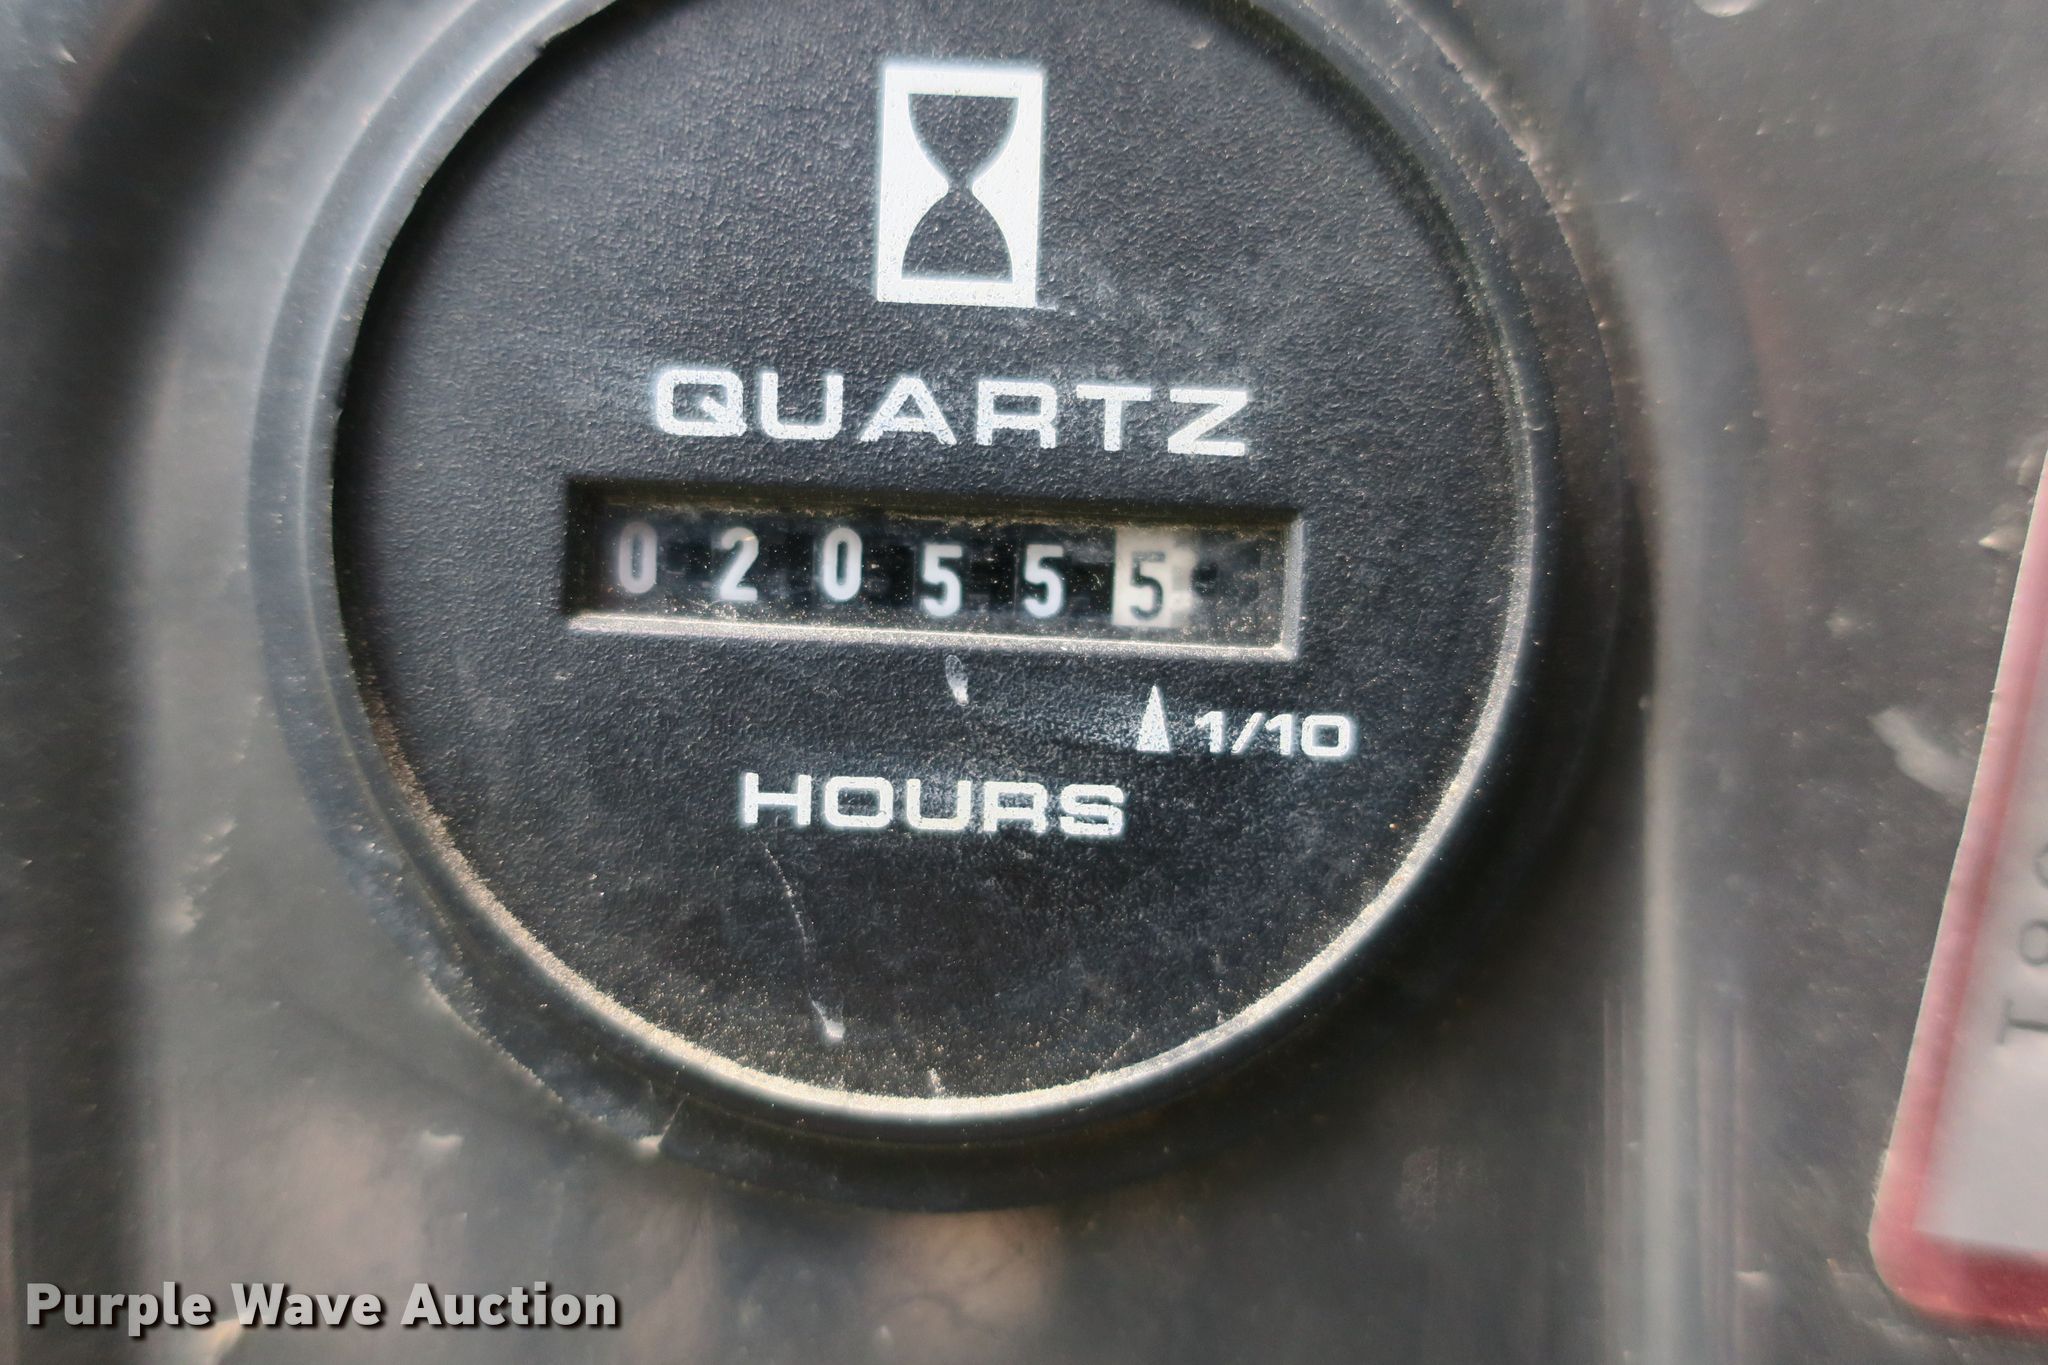 QUARTZ
020555
1/10
HOURS
Purple Wave Auction